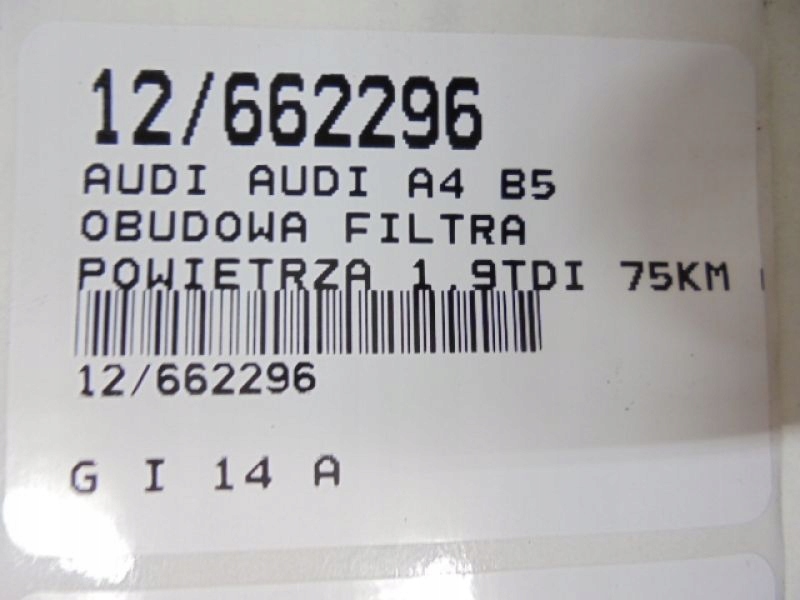 12/662296
AUDI AUDI A4 B5
OBUDOWA FILTRA
POWIETRZA 1.9TDI 75KM
12/662296
G I 14 A